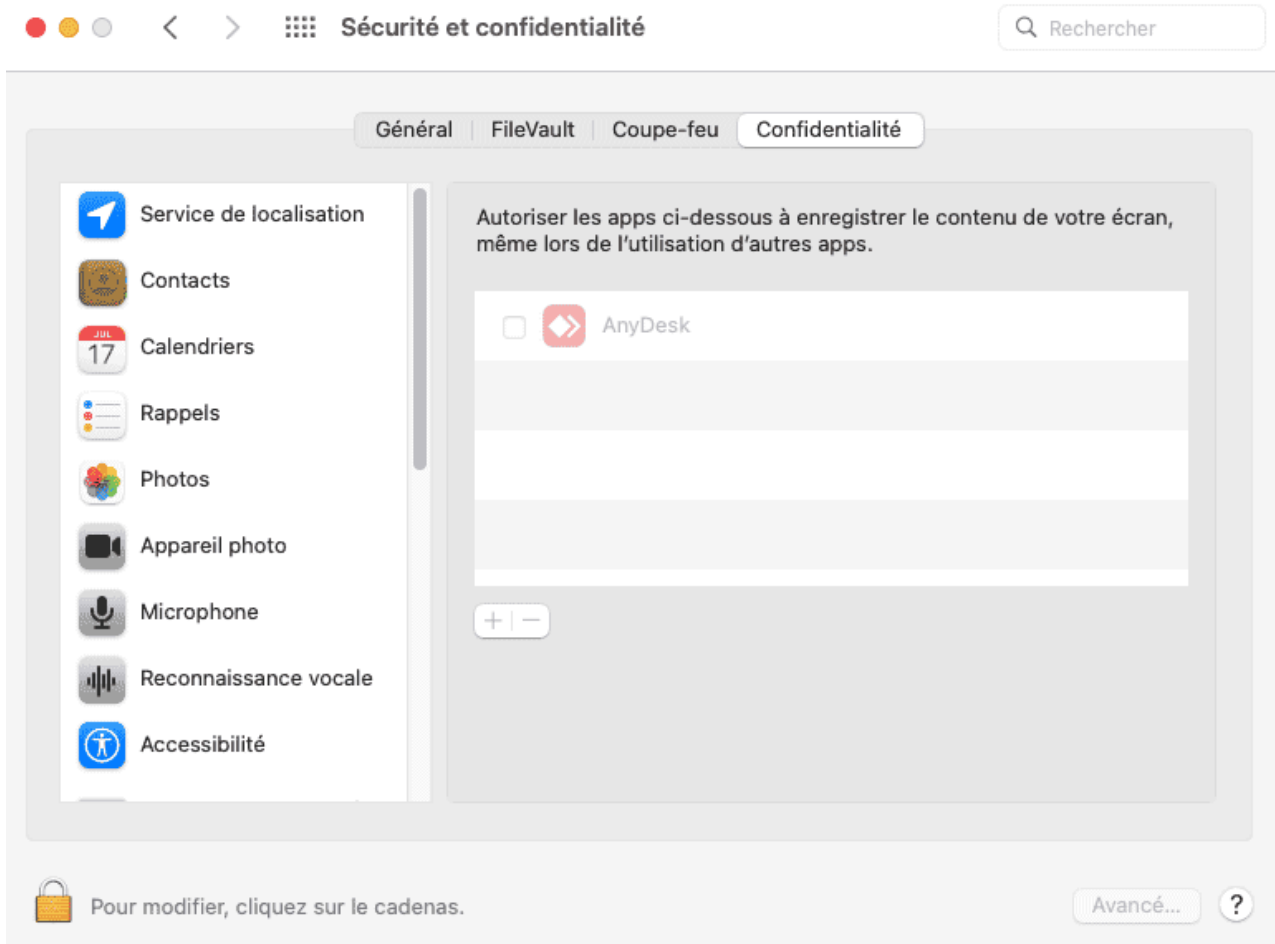 Sécurité et confidentialité
Rechercher
Général
FileVault
Coupe-feu
Confidentialité
Service de localisation
Contacts
JUL
17
Calendriers
Rappels
Photos
Appareil photo
Microphone
Reconnaissance vocale
Accessibilité
Autoriser les apps ci-dessous à enregistrer le contenu de votre écran,
même lors de l’utilisation d’autres apps.
AnyDesk
+ −
Pour modifier, cliquez sur le cadenas.
Avancé...
?